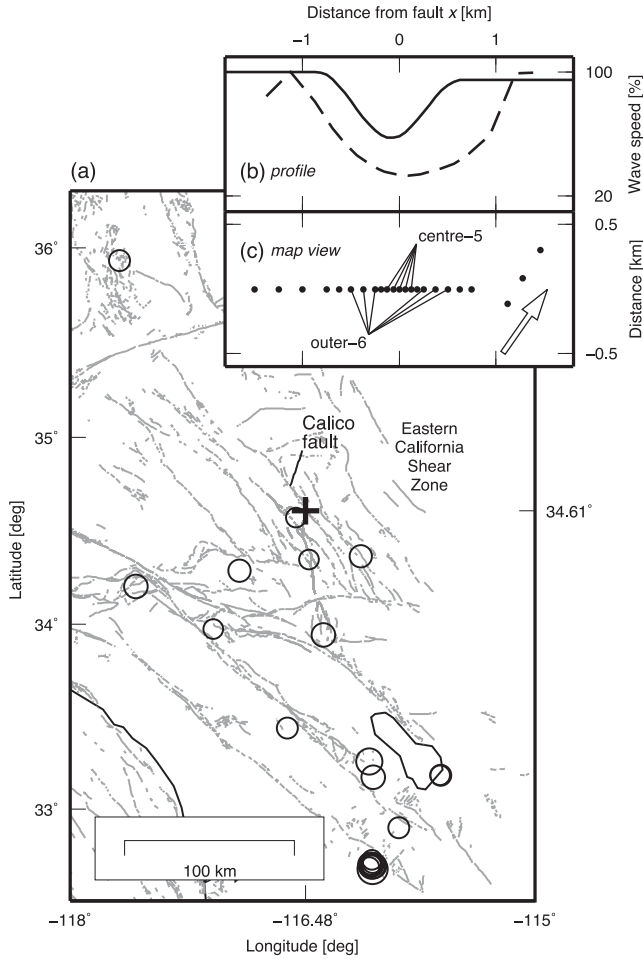 Distance from fault x [km]
−1
0
1
100
Wave speed [%]
(b) profile
20
(a)
(c) map view
0.5
centre−5
Distance [km]
outer−6
−0.5
36°
Calico
fault
Eastern
California
Shear
Zone
35°
34.61°
Latitude [deg]
34°
33°
100 km
−118°
−116.48°
−115°
Longitude [deg]